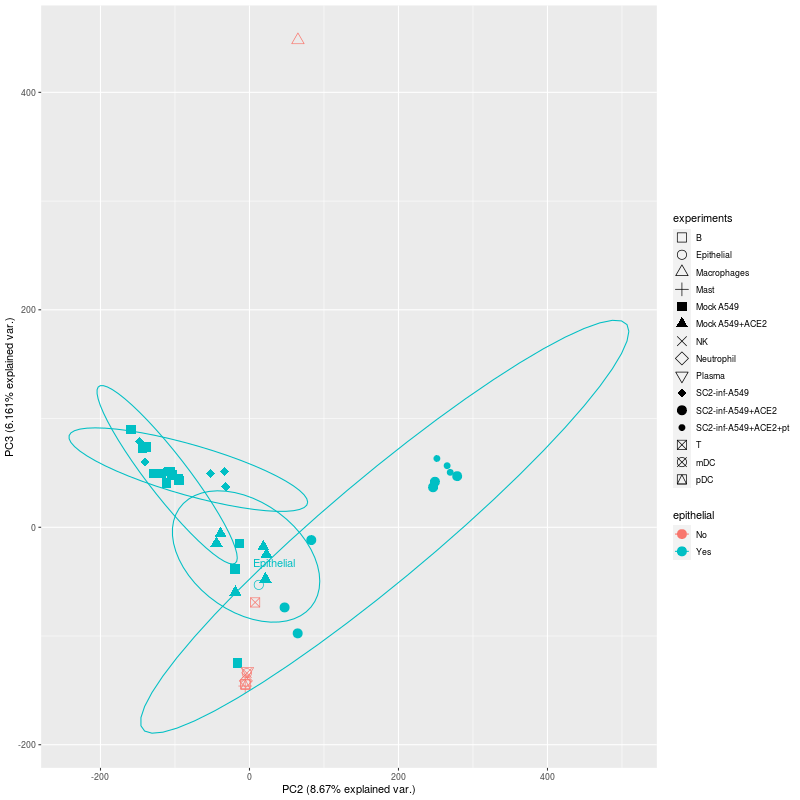 400
200
0
-200
-200
0
200
400
PC2 (8.67% explained var.)
PC3 (6.161% explained var.)
Epithelial
experiments
B
Epithelial
Macrophages
Mast
Mock A549
Mock A549+ACE2
NK
Neutrophil
Plasma
SC2-inf-A549
SC2-inf-A549+ACE2
SC2-inf-A549+ACE2+pt
T
mDC
pDC
epithelial
No
Yes